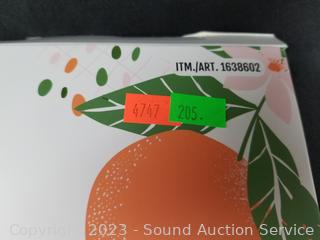 ITM./ART. 1638602
4747 205.
Copyright 2023 - Sound Auction Service